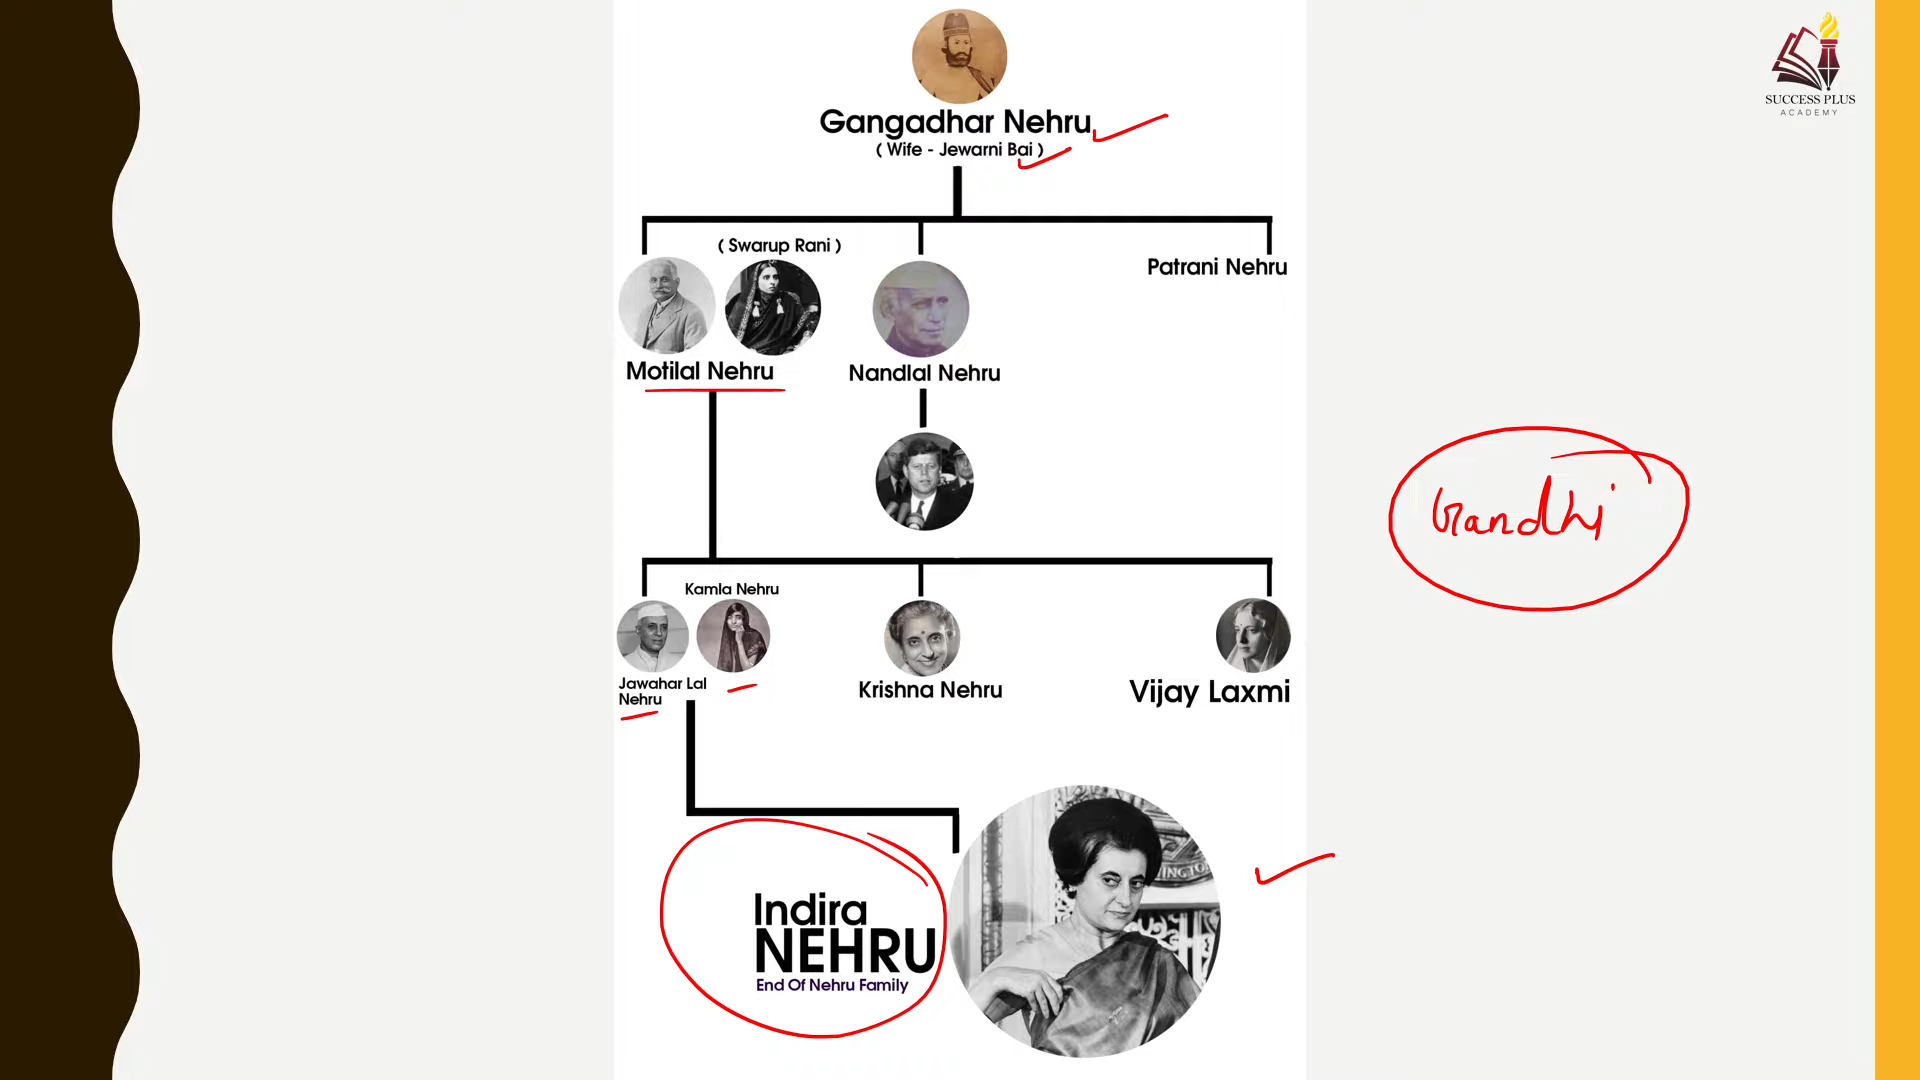 SUCCESS PLUS
ACADEMY
Gangadhar Nehru
( Wife - Jewarni Bai )
( Swarup Rani )
Patrani Nehru
Motilal Nehru
Nandlal Nehru
Gandhi
Kamla Nehru
Jawahar Lal
Nehru
Krishna Nehru
Vijay Laxmi
Indira
NEHRU
End Of Nehru Family